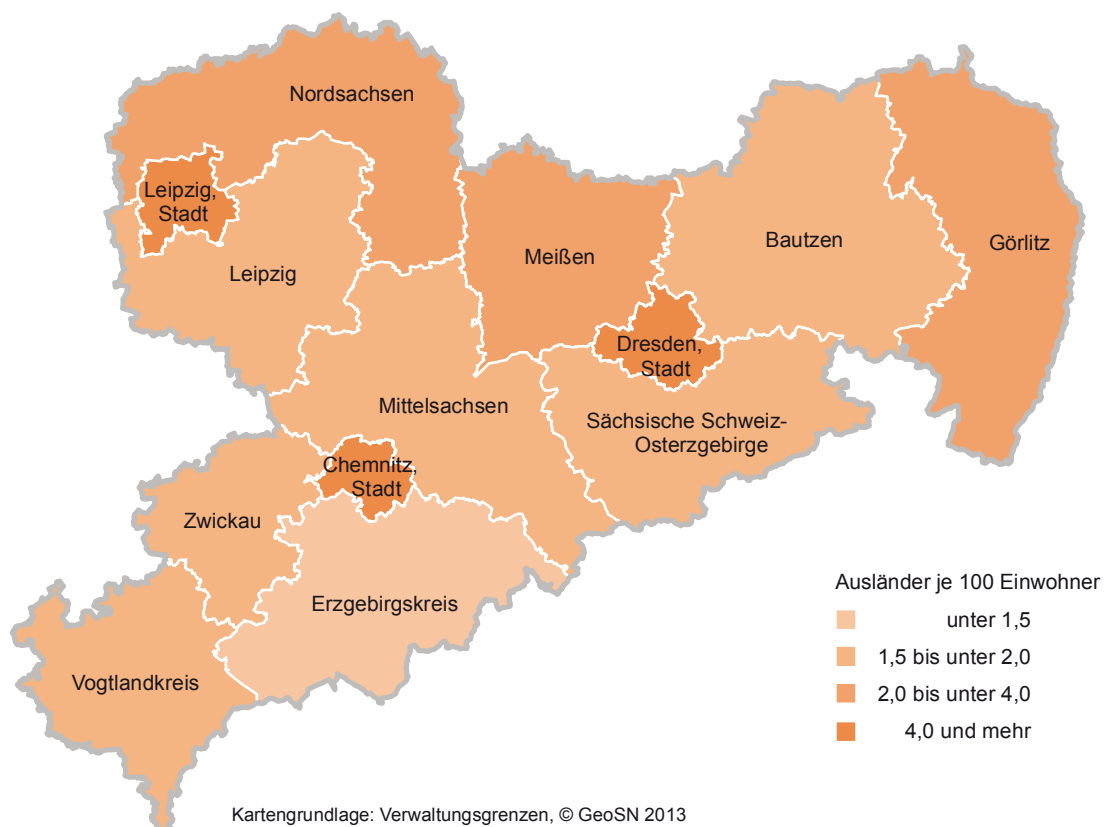 Nordsachsen
Leipzig,
Stadt
Leipzig
Meißen
Bautzen
Görlitz
Dresden,
Stadt
Mittelsachsen
Sächsische Schweiz-
Osterzgebirge
Chemnitz,
Stadt
Zwickau
Erzgebirgskreis
Vogtlandkreis
Ausländer je 100 Einwohner
unter 1,5
1,5 bis unter 2,0
2,0 bis unter 4,0
4,0 und mehr
Kartengrundlage: Verwaltungsgrenzen, © GeoSN 2013